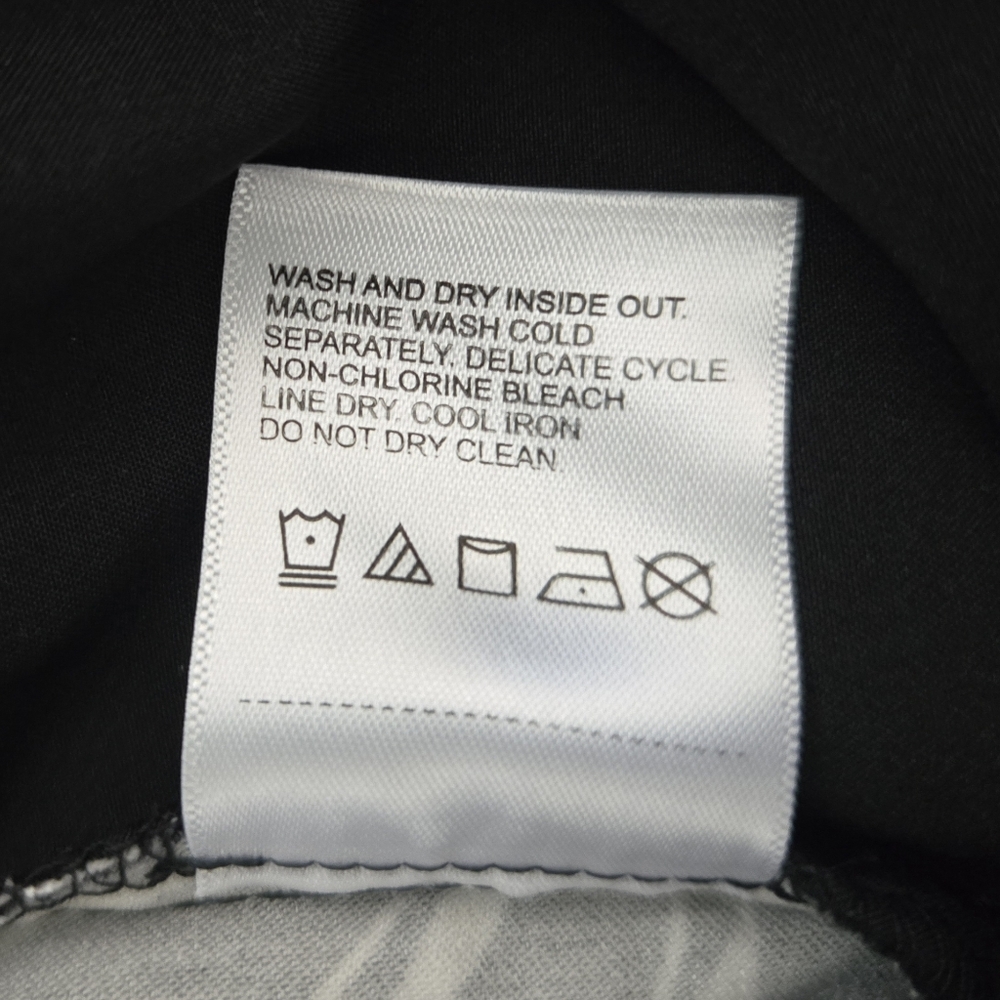 WASH AND DRY INSIDE OUT.
MACHINE WASH COLD
SEPARATELY. DELICATE CYCLE
NON-CHLORINE BLEACH
LINE DRY. COOL IRON
DO NOT DRY CLEAN.